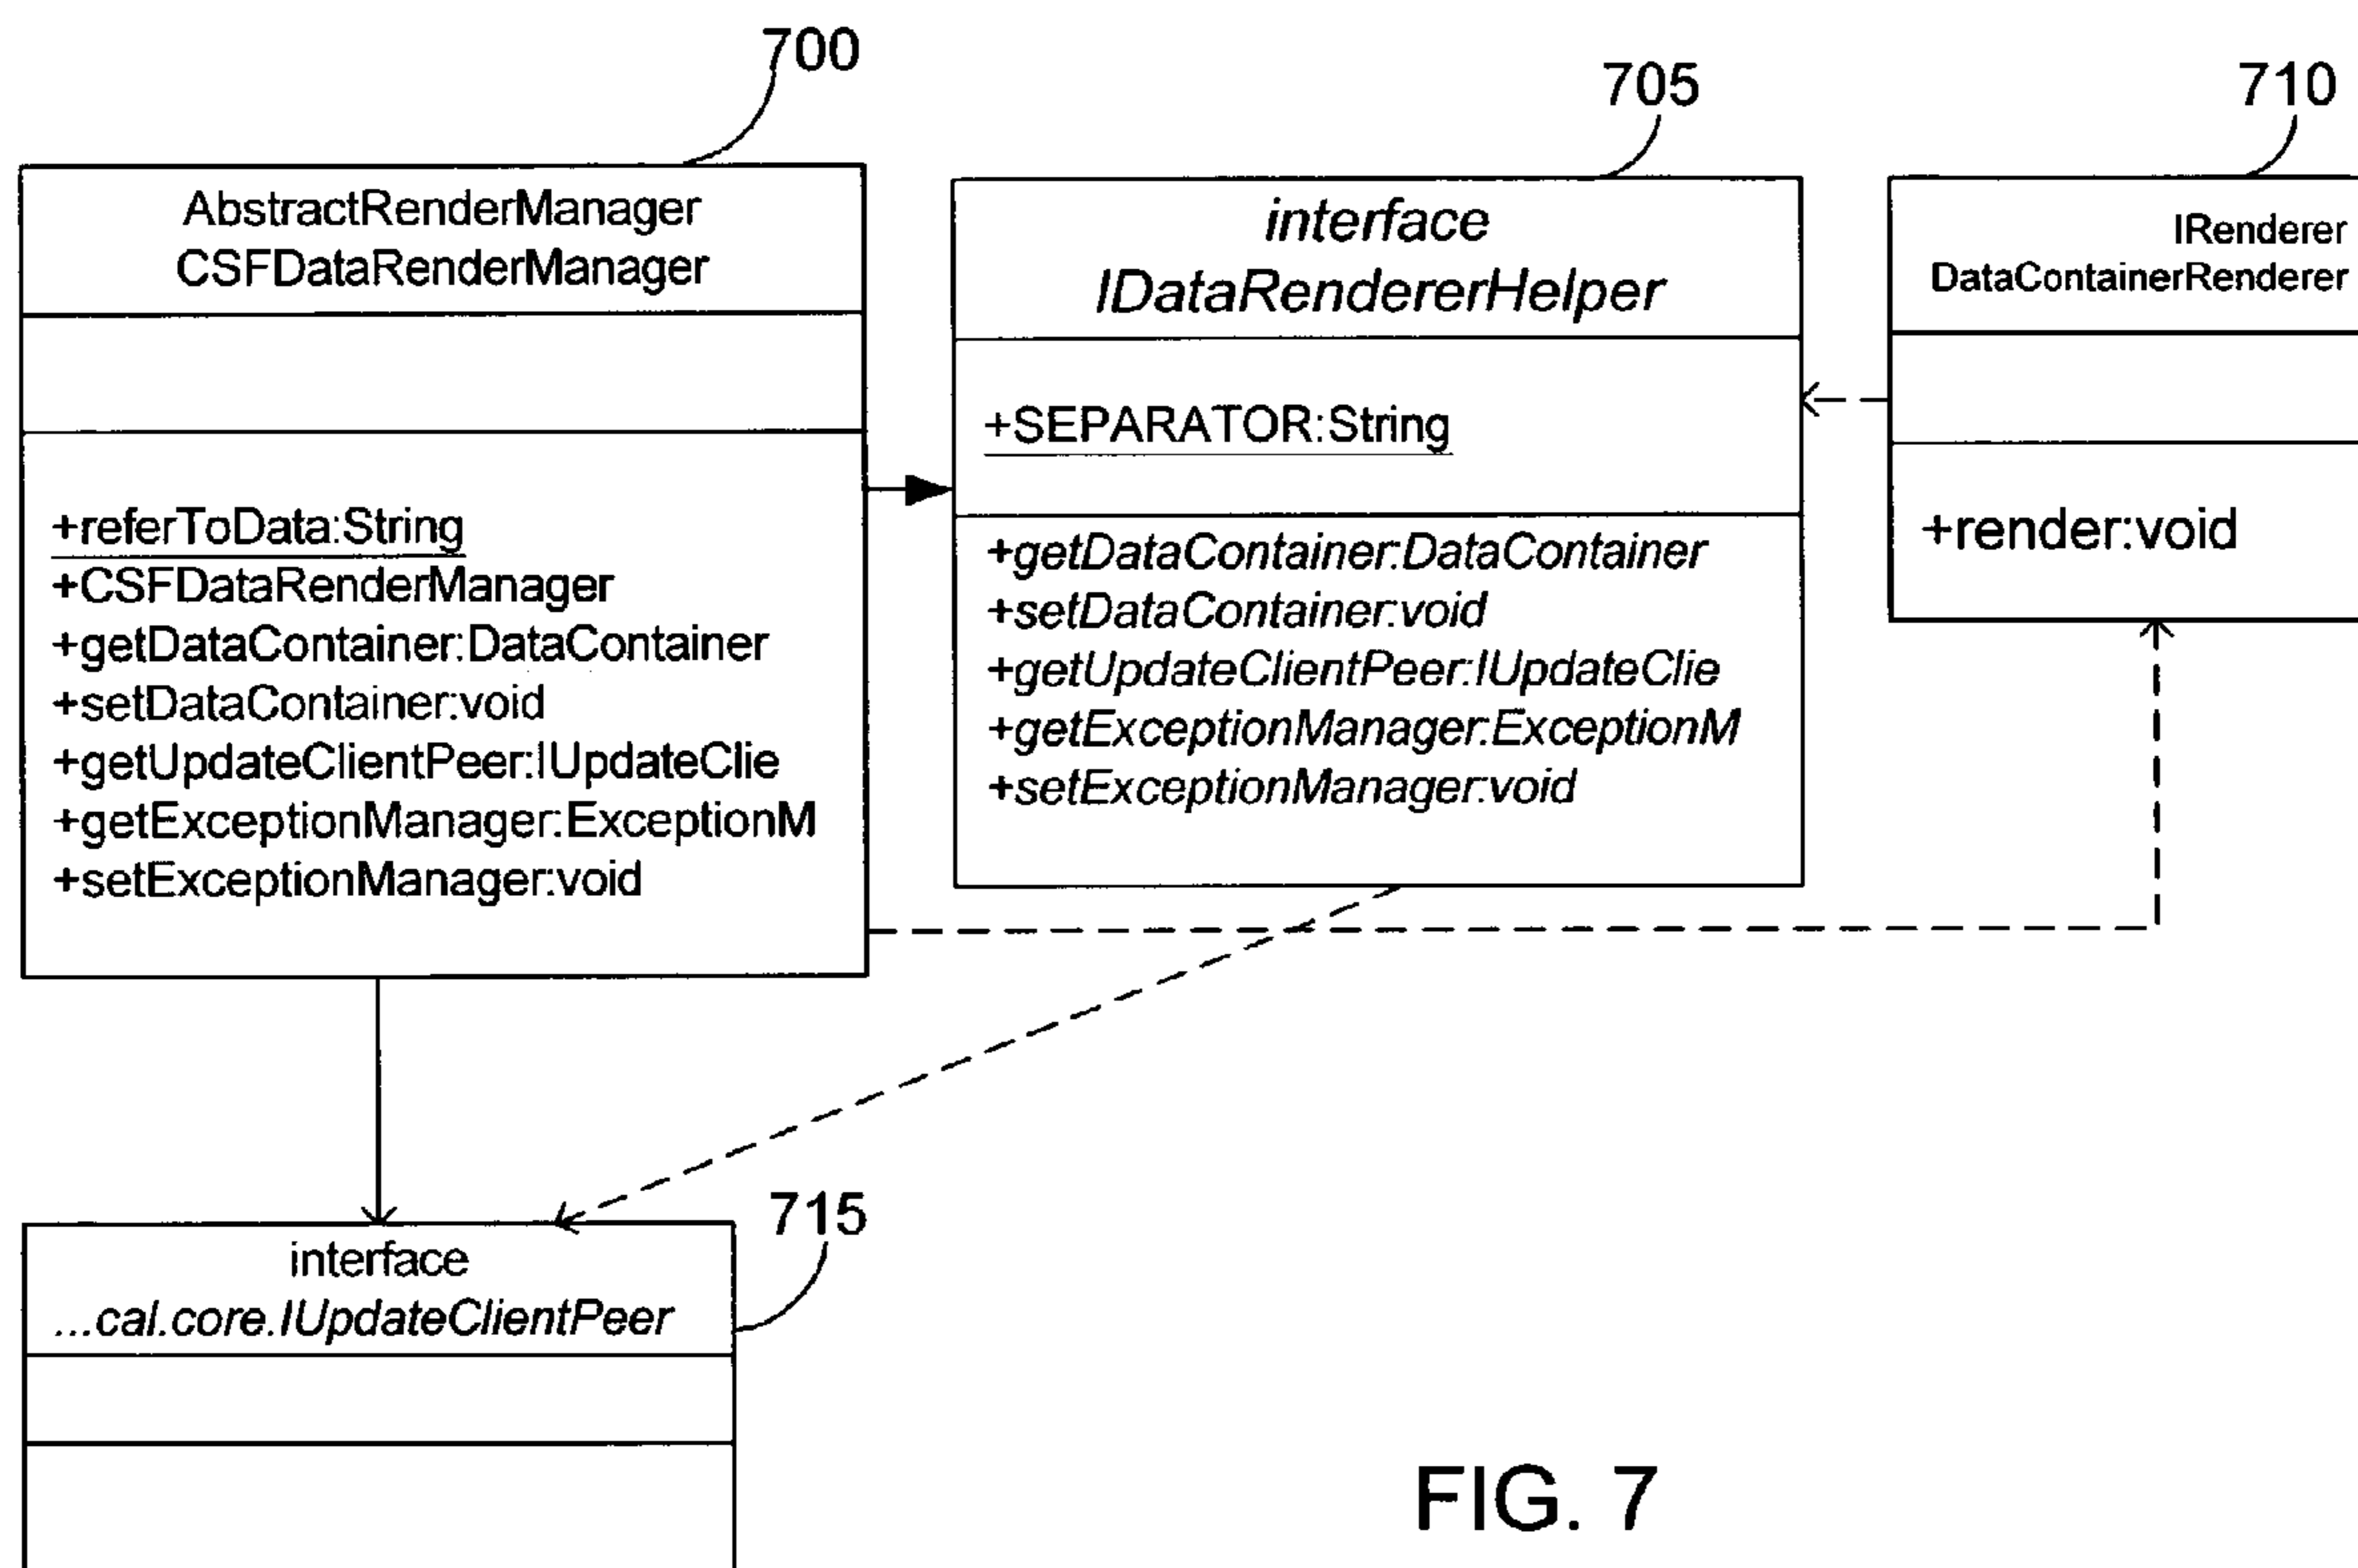 700
705
710
AbstractRenderManager
CSFDataRenderManager
+referToData:String
+CSFDataRenderManager
+getDataContainer:DataContainer
+setDataContainer:void
+getUpdateClientPeer:IUpdateClie
+getExceptionManager:ExceptionM
+setExceptionManager:void
interface
IDataRendererHelper
+SEPARATOR:String
+getDataContainer:DataContainer
+setDataContainer:void
+getUpdateClientPeer:IUpdateClie
+getExceptionManager:ExceptionM
+setExceptionManager:void
IRenderer
DataContainerRenderer
+render:void
715
interface
...cal.core.IUpdateClientPeer
FIG. 7